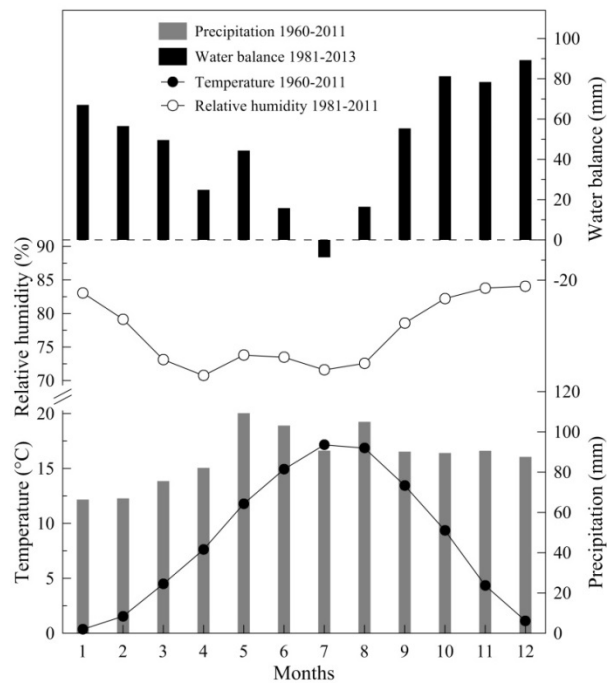 Precipitation 1960-2011
Water balance 1981-2013
Temperature 1960-2011
Relative humidity 1981-2011
100
80
60
40
20
0
-20
Water balance (mm)
90
85
80
75
70
Relative humidity (%)
20
15
10
5
0
Temperature (°C)
120
100
80
60
40
20
0
Precipitation (mm)
1 2 3 4 5 6 7 8 9 10 11 12
Months